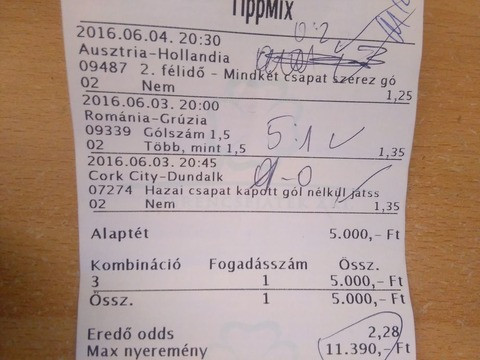 TippMix
0:2
2016.06.04. 20:30
Ausztria-Hollandia
09487 2. félidő - Mindkét csapat szerez gó
02 Nem 1,25
2016.06.03. 20:00
Románia-Grúzia
09339 Gólszám 1,5 5:1
02 Több, mint 1,5 1,35
2016.06.03. 20:45
Cork City-Dundalk
07274 Hazai csapat kapott gól nélkül játss
02 Nem 1,35
Alaptét 5.000,- Ft
Kombináció Fogadásszám Össz.
3 1 5.000,- Ft
Össz. 1 5.000,- Ft
Eredő odds 2,28
Max nyeremény 11.390,- Ft